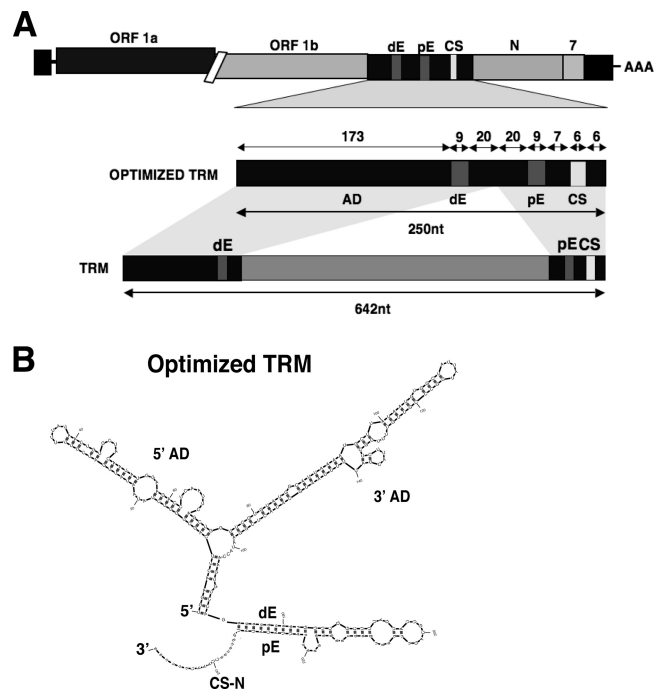 A
ORF 1a
ORF 1b
dE pE CS
N
7
AAA
173 9 20 20 9 7 6 6
OPTIMIZED TRM
AD dE pE CS
250nt
dE pE CS
TRM
642nt
B
Optimized TRM
5' AD
3' AD
5'
dE
pE
3'
CS-N